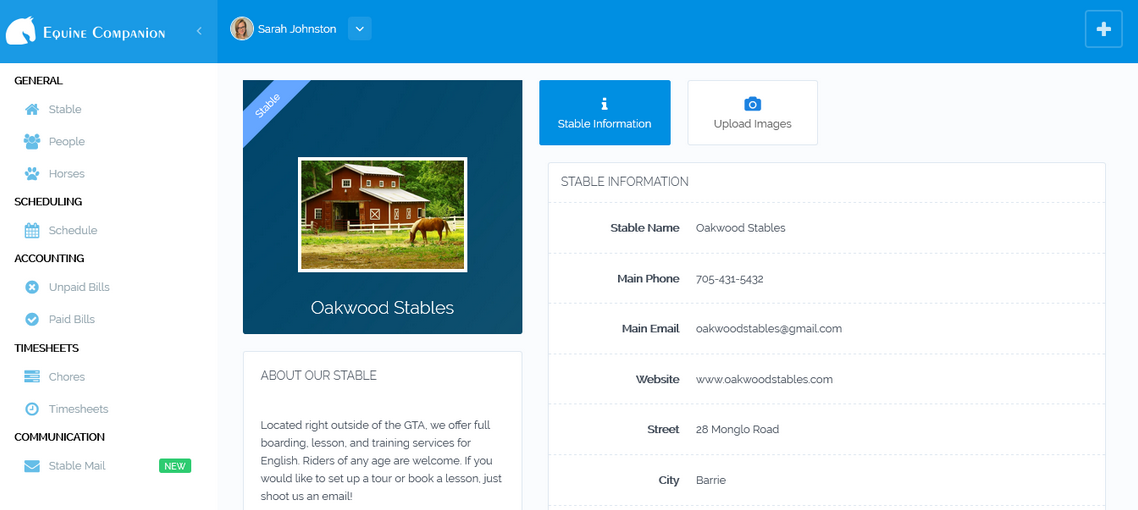 Equine Companion
Sarah Johnston
GENERAL
Stable
People
Horses
SCHEDULING
Schedule
ACCOUNTING
Unpaid Bills
Paid Bills
TIMESHEETS
Chores
Timesheets
COMMUNICATION
Stable Mail NEW
Stable
Oakwood Stables
ABOUT OUR STABLE
Located right outside of the GTA, we offer full
boarding, lesson, and training services for
English. Riders of any age are welcome. If you
would like to set up a tour or book a lesson, just
shoot us an email!
Stable Information
Upload Images
STABLE INFORMATION
Stable Name Oakwood Stables
Main Phone 705-431-5432
Main Email oakwoodstables@gmail.com
Website www.oakwoodstables.com
Street 28 Monglo Road
City Barrie